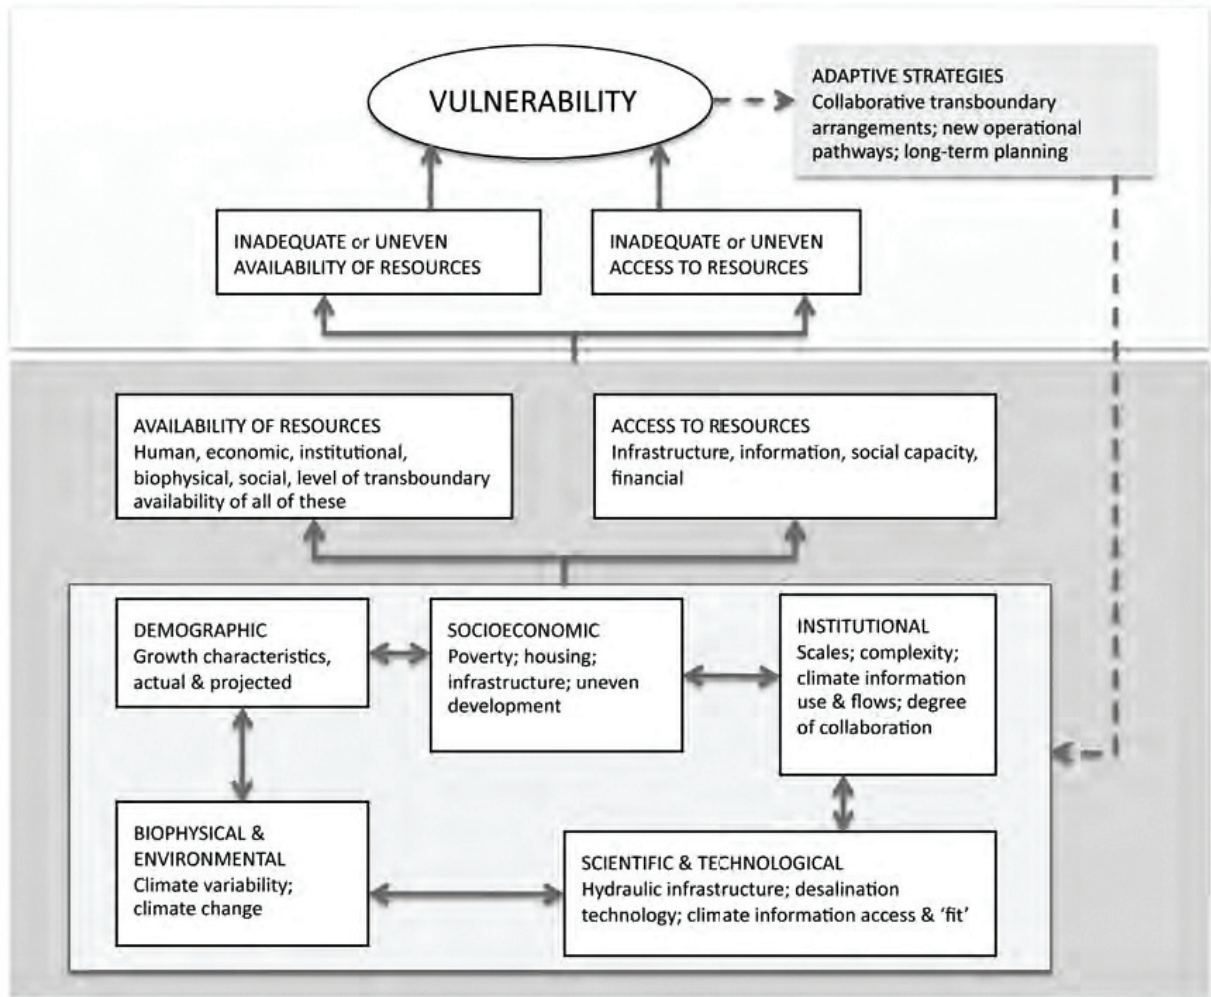 VULNERABILITY
ADAPTIVE STRATEGIES
Collaborative transboundary
arrangements; new operational
pathways; long-term planning
INADEQUATE or UNEVEN
AVAILABILITY OF RESOURCES
INADEQUATE or UNEVEN
ACCESS TO RESOURCES
AVAILABILITY OF RESOURCES
Human, economic, institutional,
biophysical, social, level of transboundary
availability of all of these
ACCESS TO RESOURCES
Infrastructure, information, social capacity,
financial
DEMOGRAPHIC
Growth characteristics,
actual & projected
SOCIOECONOMIC
Poverty; housing;
infrastructure; uneven
development
INSTITUTIONAL
Scales; complexity;
climate information
use & flows; degree
of collaboration
BIOPHYSICAL &
ENVIRONMENTAL
Climate variability;
climate change
SCIENTIFIC & TECHNOLOGICAL
Hydraulic infrastructure; desalination
technology; climate information access & ‘fit’